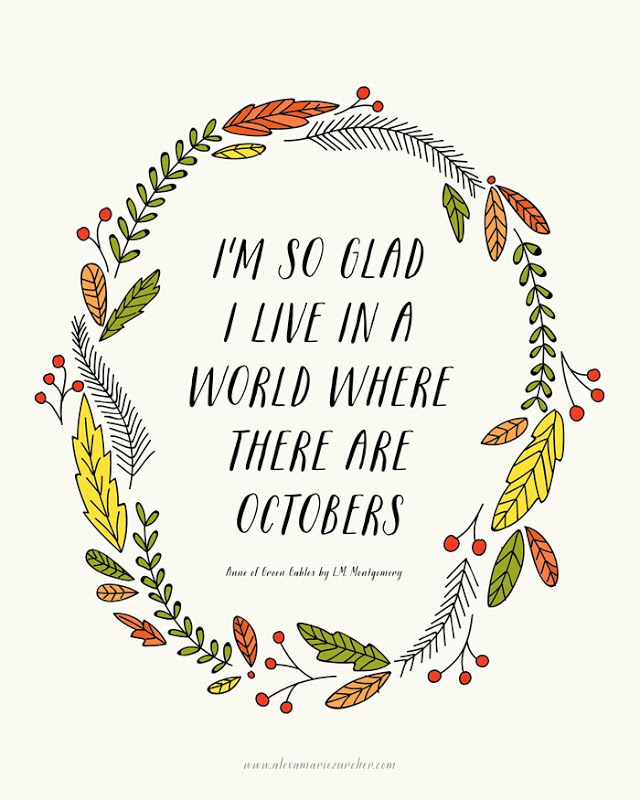 I'M SO GLAD
I LIVE IN A
WORLD WHERE
THERE ARE
OCTOBERS
Anne of Green Gables by L.M. Montgomery
www.alexamariezurcher.com